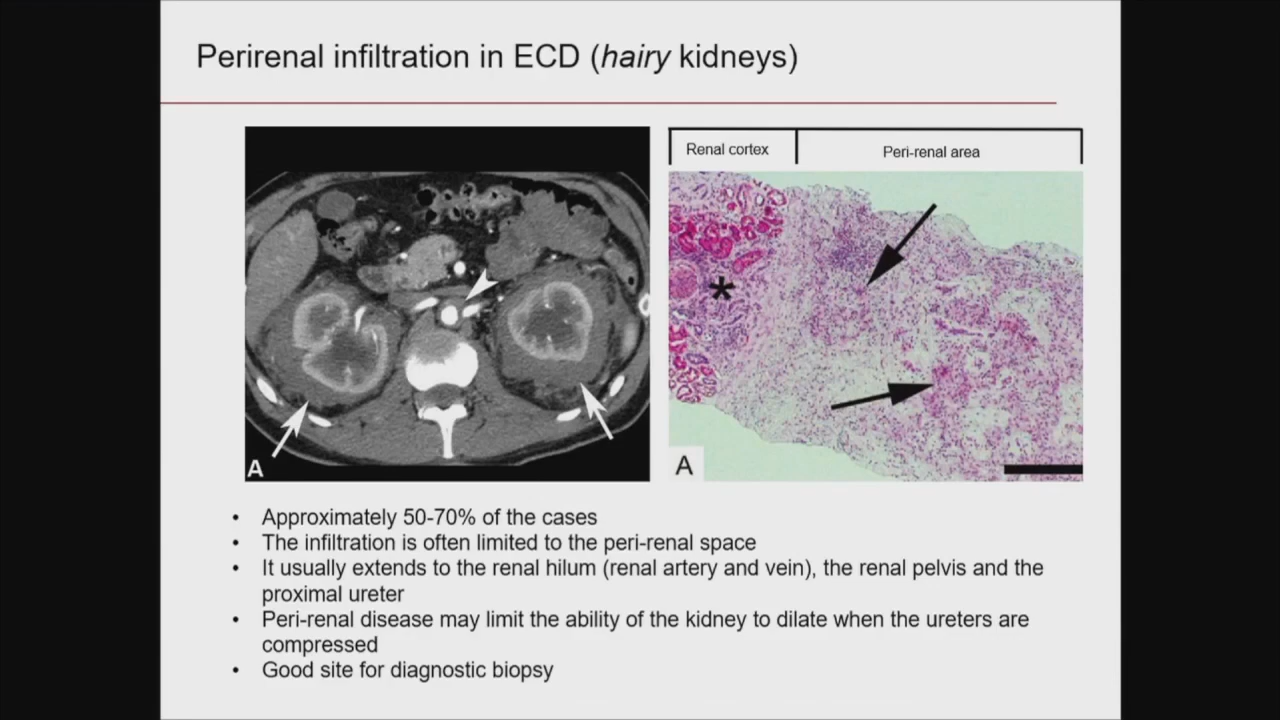 Perirenal infiltration in ECD (hairy kidneys)
Renal cortex
Peri-renal area
*
A
A
• Approximately 50-70% of the cases
• The infiltration is often limited to the peri-renal space
• It usually extends to the renal hilum (renal artery and vein), the renal pelvis and the
proximal ureter
• Peri-renal disease may limit the ability of the kidney to dilate when the ureters are
compressed
• Good site for diagnostic biopsy